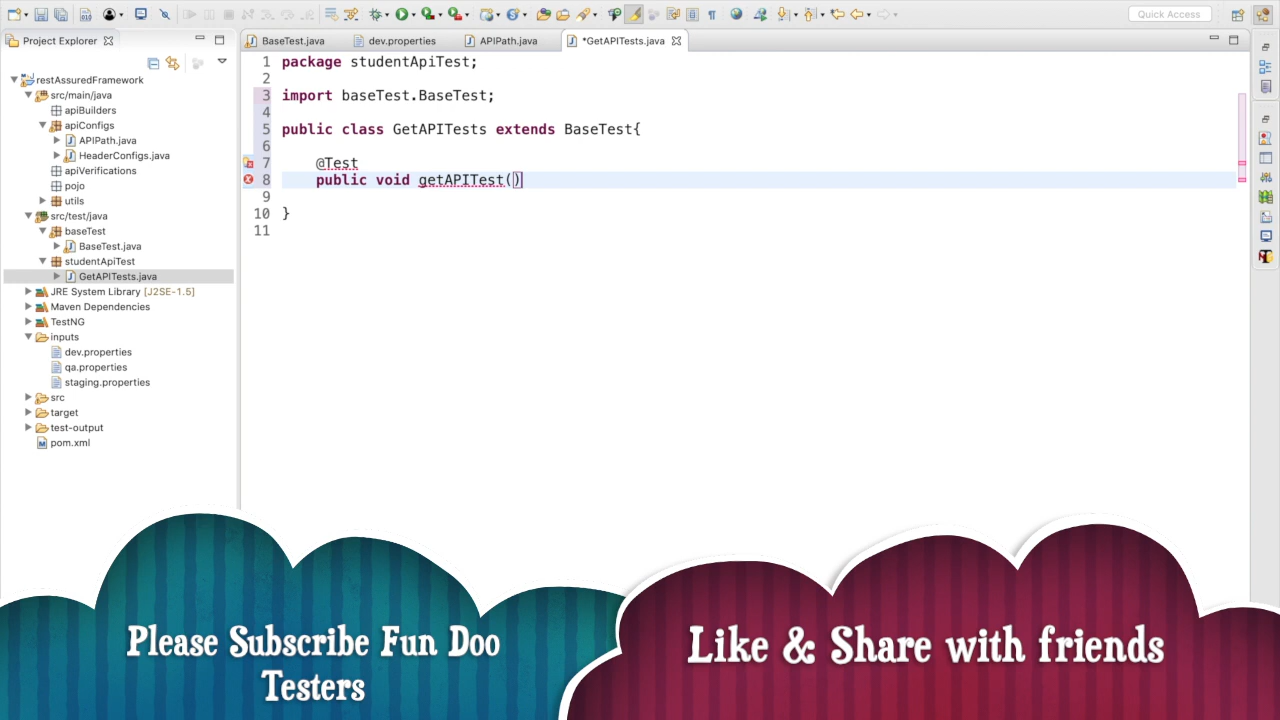 Quick Access
Project Explorer
BaseTest.java
dev.properties
APIPath.java
*GetAPITests.java
restAssuredFramework
src/main/java
apiBuilders
apiConfigs
APIPath.java
HeaderConfigs.java
apiVerifications
pojo
utils
src/test/java
baseTest
BaseTest.java
studentApiTest
GetAPITests.java
JRE System Library [J2SE-1.5]
Maven Dependencies
TestNG
inputs
dev.properties
qa.properties
staging.properties
src
target
test-output
pom.xml
1 package studentApiTest;
2
3 import baseTest.BaseTest;
4
5 public class GetAPITests extends BaseTest{
6
7 @Test
8 public void getAPITest()
9
10 }
11
Please Subscribe Fun Doo
Testers
Like & Share with friends